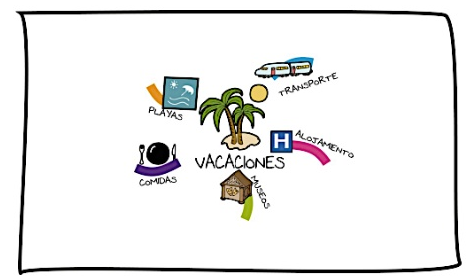 TRANSPORTE
PLAYAS
H
ALOJAMIENTO
VACACIONES
COMIDAS
MUSEOS